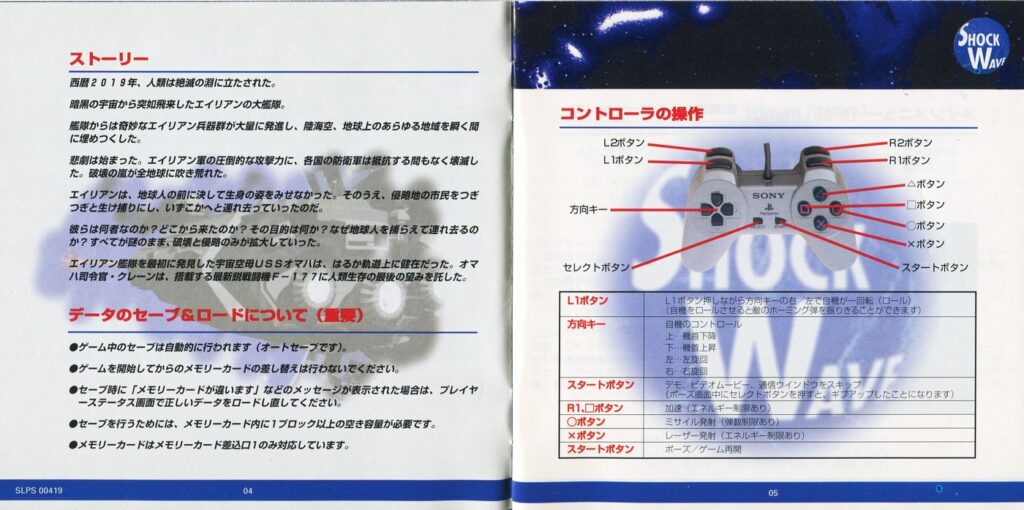 ストーリー
西暦2019年、人類は絶滅の淵に立たされた。
暗黒の宇宙から突如飛来したエイリアンの大艦隊。
艦隊からは奇妙なエイリアン兵器群が大量に発進し、陸海空、地球上のあらゆる地域を瞬く間
に埋めつくした。
悲劇は始まった。エイリアン軍の圧倒的な攻撃力に、各国の防衛軍は抵抗する間もなく壊滅し
た。破壊の嵐が全地球に吹き荒れた。
エイリアンは、地球人の前に決して生身の姿をみせなかった。そのうえ、侵略地の市民をつぎ
つぎと生け捕りにし、いずこかへと連れ去っていったのだ。
彼らは何者なのか?どこから来たのか?その目的は何か?なぜ地球人を捕らえて連れ去るの
か?すべてが謎のまま、破壊と侵略のみが拡大していった。
エイリアン艦隊を最初に発見した宇宙空母USSオマハは、はるか軌道上に健在だった。オマ
ハ司令官・クレーンは、搭載する最新鋭戦闘機F-177に人類生存の最後の望みを託した。
データのセーブ&ロードについて(重要)
●ゲーム中のセーブは自動的に行われます(オートセーブです)。
●ゲームを開始してからのメモリーカードの差し替えは行わないでください。
●セーブ時に「メモリーカードが違います」などのメッセージが表示された場合は、プレイヤ
ーステータス画面で正しいデータをロードし直してください。
●セーブを行うためには、メモリーカード内に1ブロック以上の空き容量が必要です。
●メモリーカードはメモリーカード差込口1のみ対応しています。
SLPS 00419
04
SHOCK
WAVE
コントローラの操作
L2ボタン
R2ボタン
L1ボタン
R1ボタン
△ボタン
□ボタン
方向キー
○ボタン
×ボタン
セレクトボタン
スタートボタン
SONY
PlayStation
SELECT
START
SHOCK
WAVE
L1ボタン L1ボタン押しながら方向キーの右/左で自機が一回転(ロール)
(自機をロールさせると敵のホーミング弾を振りきることができます)
方向キー 自機のコントロール
上…機首下降
下…機首上昇
左…左旋回
右…右旋回
スタートボタン デモ、ビデオムービー、通信ウインドウをスキップ
(ポーズ画面中にセレクトボタンを押すと、ギブアップしたことになります)
R1、□ボタン 加速(エネルギー制限あり)
○ボタン ミサイル発射(弾数制限あり)
×ボタン レーザー発射(エネルギー制限あり)
スタートボタン ポーズ/ゲーム再開
05